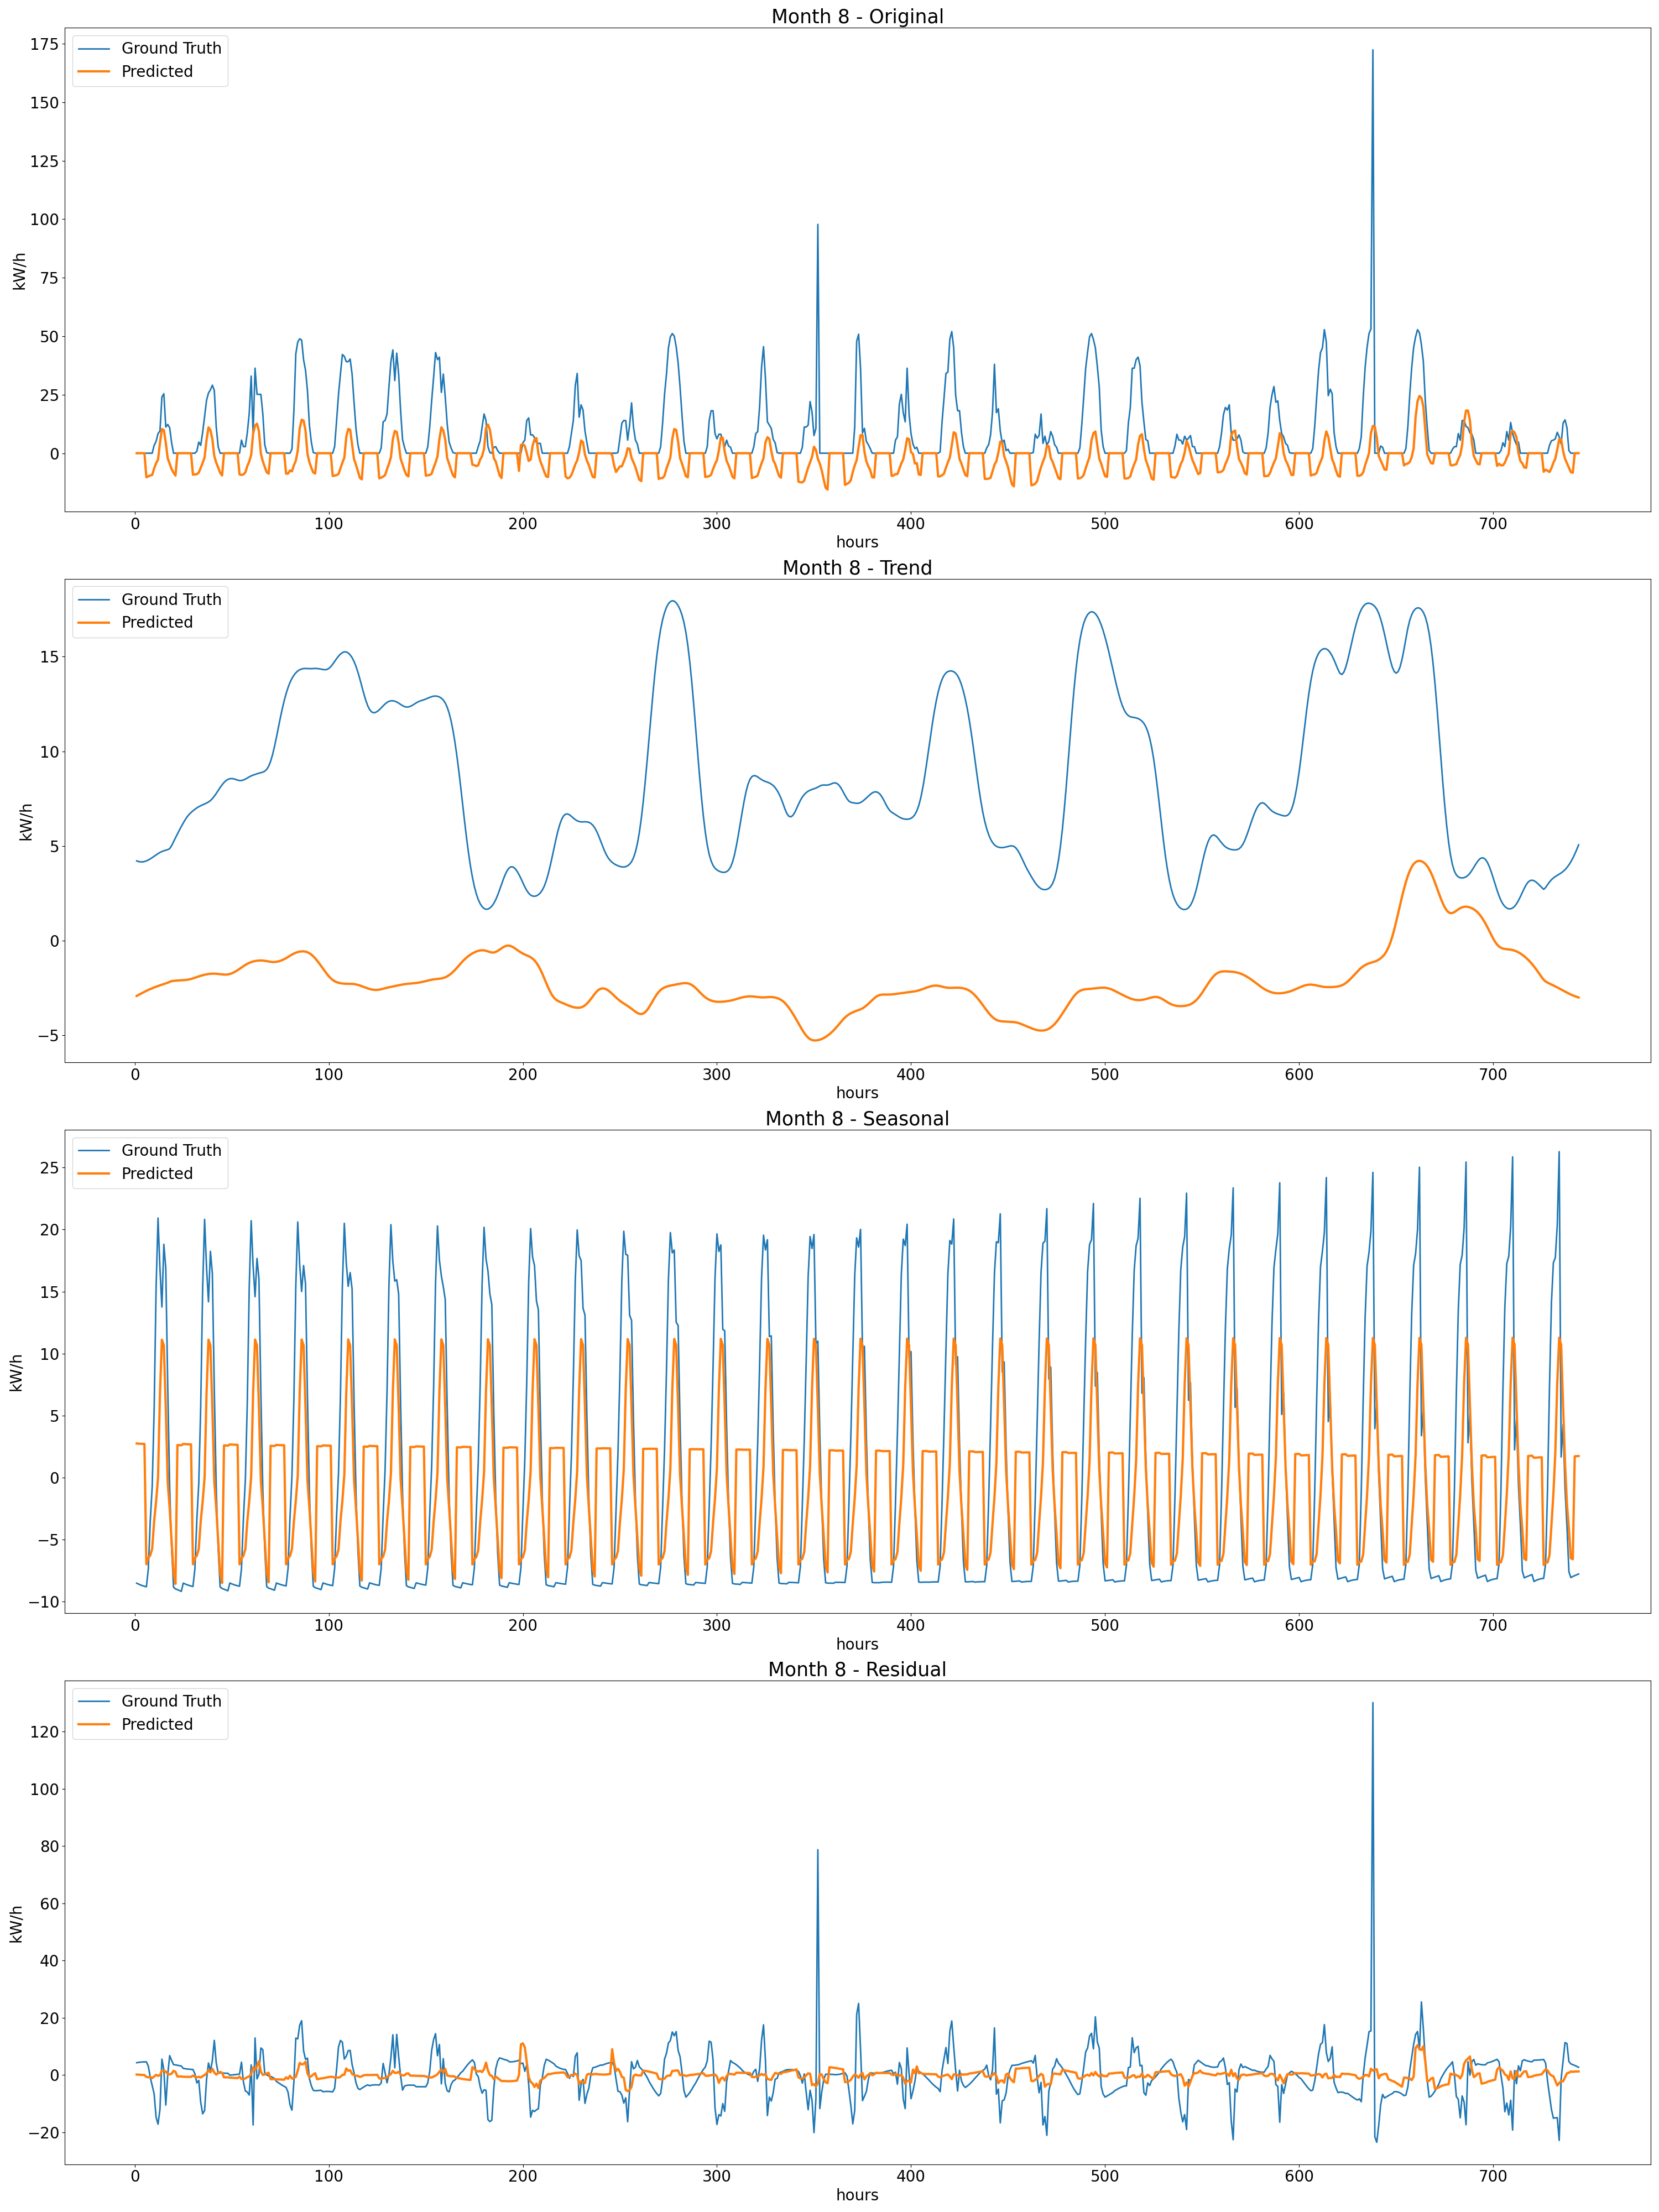 Month 8 - Original
Ground Truth
Predicted
kW/h
175
150
125
100
75
50
25
0
0 100 200 300 400 500 600 700
hours
Month 8 - Trend
Ground Truth
Predicted
kW/h
15
10
5
0
−5
0 100 200 300 400 500 600 700
hours
Month 8 - Seasonal
Ground Truth
Predicted
kW/h
25
20
15
10
5
0
−5
−10
0 100 200 300 400 500 600 700
hours
Month 8 - Residual
Ground Truth
Predicted
kW/h
120
100
80
60
40
20
0
−20
0 100 200 300 400 500 600 700
hours